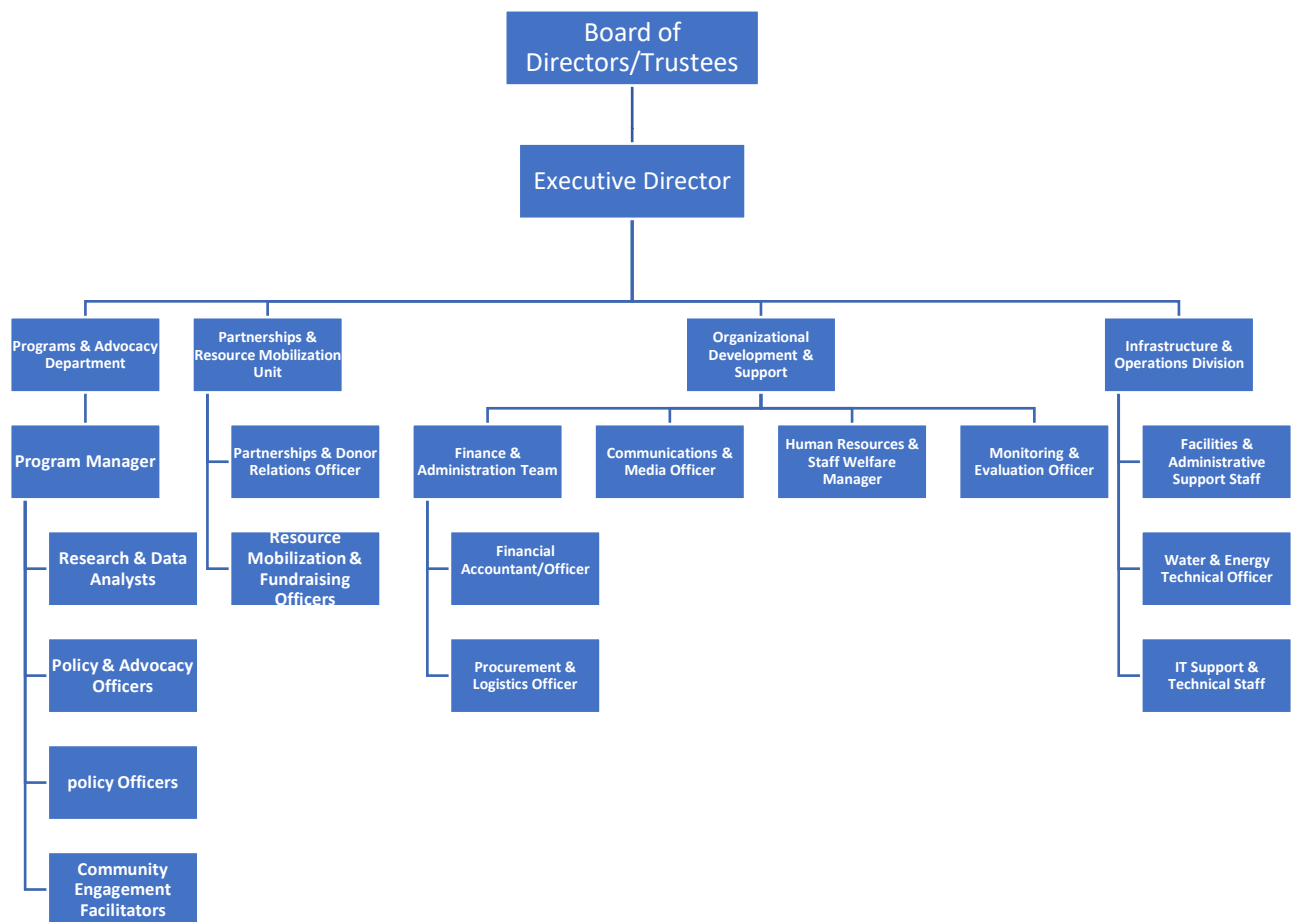 Board of
Directors/Trustees
Executive Director
Programs & Advocacy
Department
Partnerships &
Resource Mobilization
Unit
Organizational
Development &
Support
Infrastructure &
Operations Division
Program Manager
Partnerships & Donor
Relations Officer
Finance &
Administration Team
Communications &
Media Officer
Human Resources &
Staff Welfare
Manager
Monitoring &
Evaluation Officer
Facilities &
Administrative
Support Staff
Research & Data
Analysts
Resource
Mobilization &
Fundraising
Officers
Financial
Accountant/Officer
Water & Energy
Technical Officer
Policy & Advocacy
Officers
Procurement &
Logistics Officer
IT Support &
Technical Staff
policy Officers
Community
Engagement
Facilitators